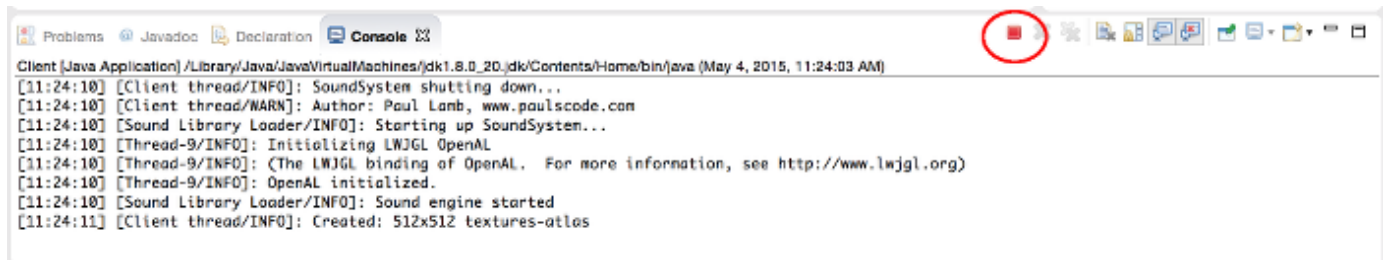 Problems @ Javadoc Declaration Console
Client [Java Application] /Library/Java/JavaVirtualMachines/jdk1.8.0_20.jdk/Contents/Home/bin/java (May 4, 2015, 11:24:03 AM)
[11:24:10] [Client thread/INFO]: SoundSystem shutting down...
[11:24:10] [Client thread/WARN]: Author: Paul Lamb, www.paulscode.com
[11:24:10] [Sound Library Loader/INFO]: Starting up SoundSystem...
[11:24:10] [Thread-9/INFO]: Initializing LWJGL OpenAL
[11:24:10] [Thread-9/INFO]: (The LWJGL binding of OpenAL.  For more information, see http://www.lwjgl.org)
[11:24:10] [Thread-9/INFO]: OpenAL initialized.
[11:24:10] [Sound Library Loader/INFO]: Sound engine started
[11:24:11] [Client thread/INFO]: Created: 512x512 textures-atlas